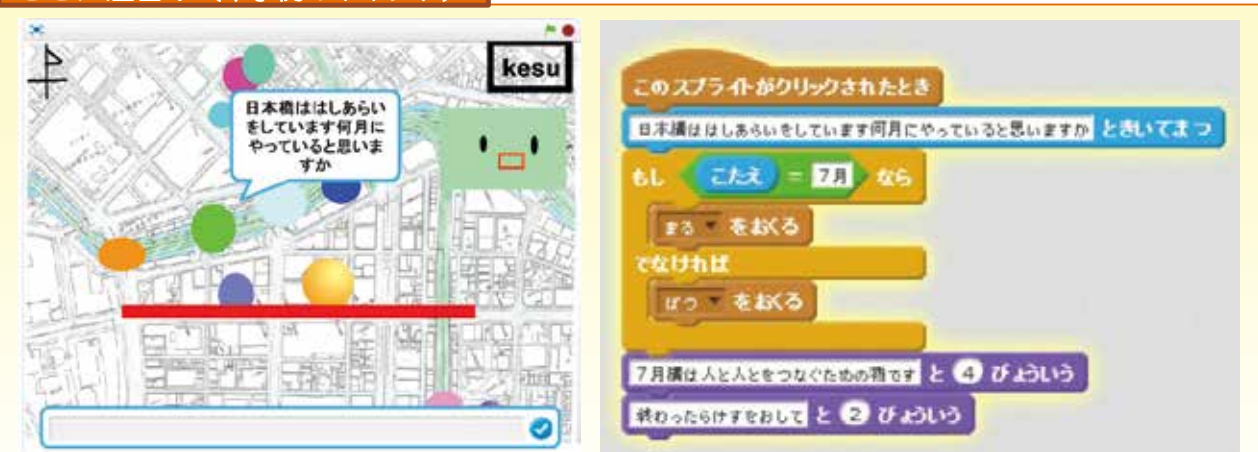 kesu
日本橋ははしあらい
をしています何月に
やっていると思いま
すか
このスプライトがクリックされたとき
日本橋ははしあらいをしています何月にやっていると思いますか ときいてまつ
もし こたえ = 7月 なら
まる をおくる
でなければ
ばつ をおくる
7月橋は人と人とをつなぐための物です と 4 びょういう
終わったらけすをおして と 2 びょういう